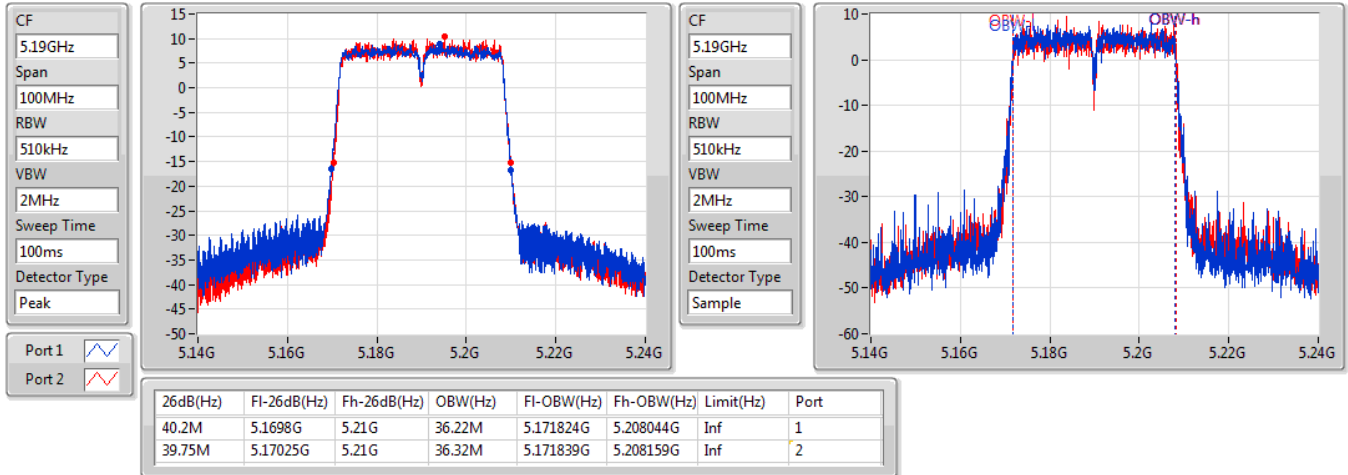 CF
5.19GHz
Span
100MHz
RBW
510kHz
VBW
2MHz
Sweep Time
100ms
Detector Type
Peak
Port 1
Port 2
15
10
5
0
-5
-10
-15
-20
-25
-30
-35
-40
-45
-50
5.14G 5.16G 5.18G 5.2G 5.22G 5.24G
CF
5.19GHz
Span
100MHz
RBW
510kHz
VBW
2MHz
Sweep Time
100ms
Detector Type
Sample
OBW-h
10
0
-10
-20
-30
-40
-50
-60
5.14G 5.16G 5.18G 5.2G 5.22G 5.24G
26dB(Hz) Fl-26dB(Hz) Fh-26dB(Hz) OBW(Hz) Fl-OBW(Hz) Fh-OBW(Hz) Limit(Hz) Port
40.2M 5.1698G 5.21G 36.22M 5.171824G 5.208044G Inf 1
39.75M 5.17025G 5.21G 36.32M 5.171839G 5.208159G Inf 2